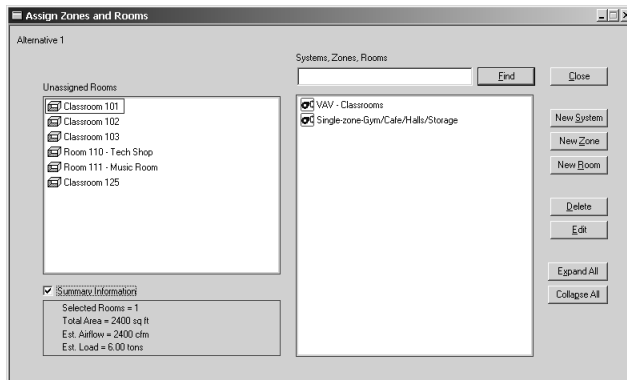 Assign Zones and Rooms
Alternative 1
Systems, Zones, Rooms
Find
Close
Unassigned Rooms
Classroom 101
Classroom 102
Classroom 103
Room 110 - Tech Shop
Room 111 - Music Room
Classroom 125
VAV - Classrooms
Single-zone-Gym/Cafe/Halls/Storage
New System
New Zone
New Room
Delete
Edit
Expand All
Collapse All
Summary Information
Selected Rooms = 1
Total Area = 2400 sq ft
Est. Airflow = 2400 cfm
Est. Load = 6.00 tons